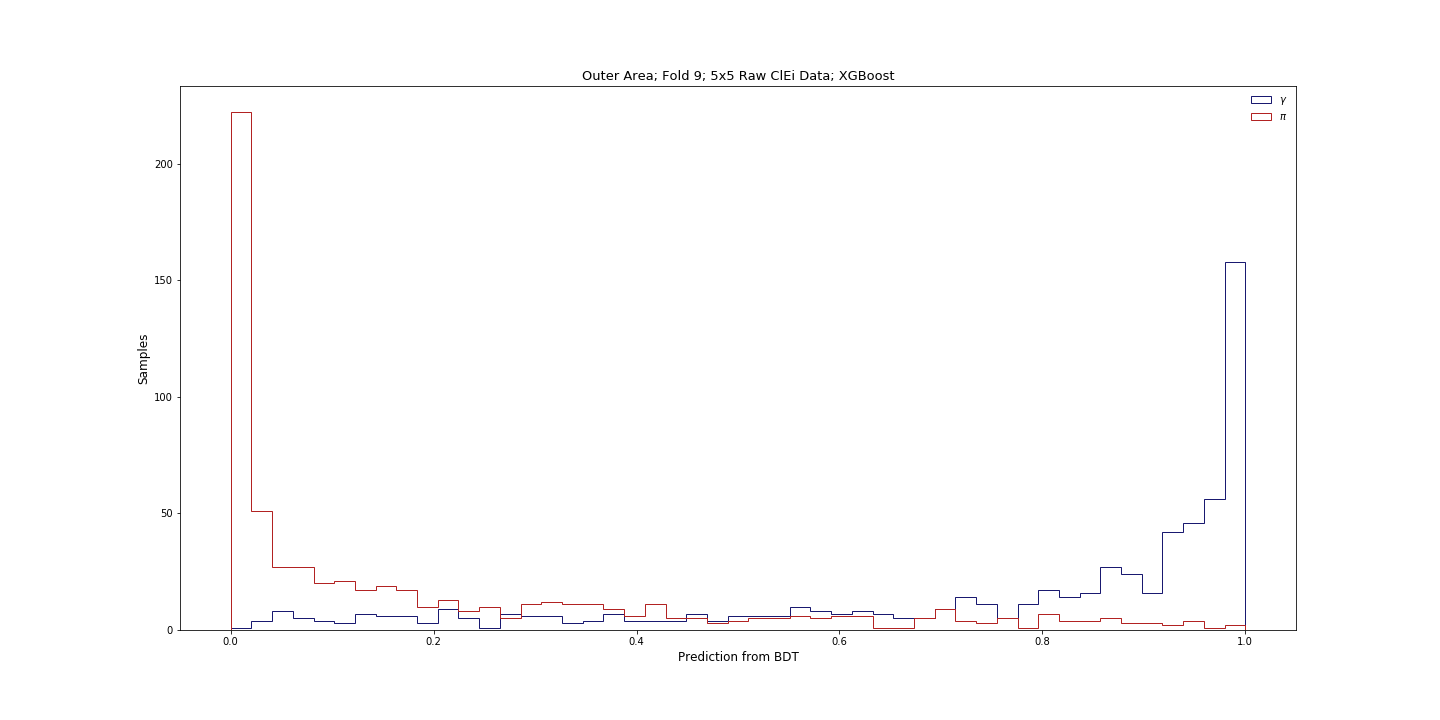 Outer Area; Fold 9; 5x5 Raw ClEi Data; XGBoost
γ
π
200
150
100
50
0
Samples
0.0 0.2 0.4 0.6 0.8 1.0
Prediction from BDT